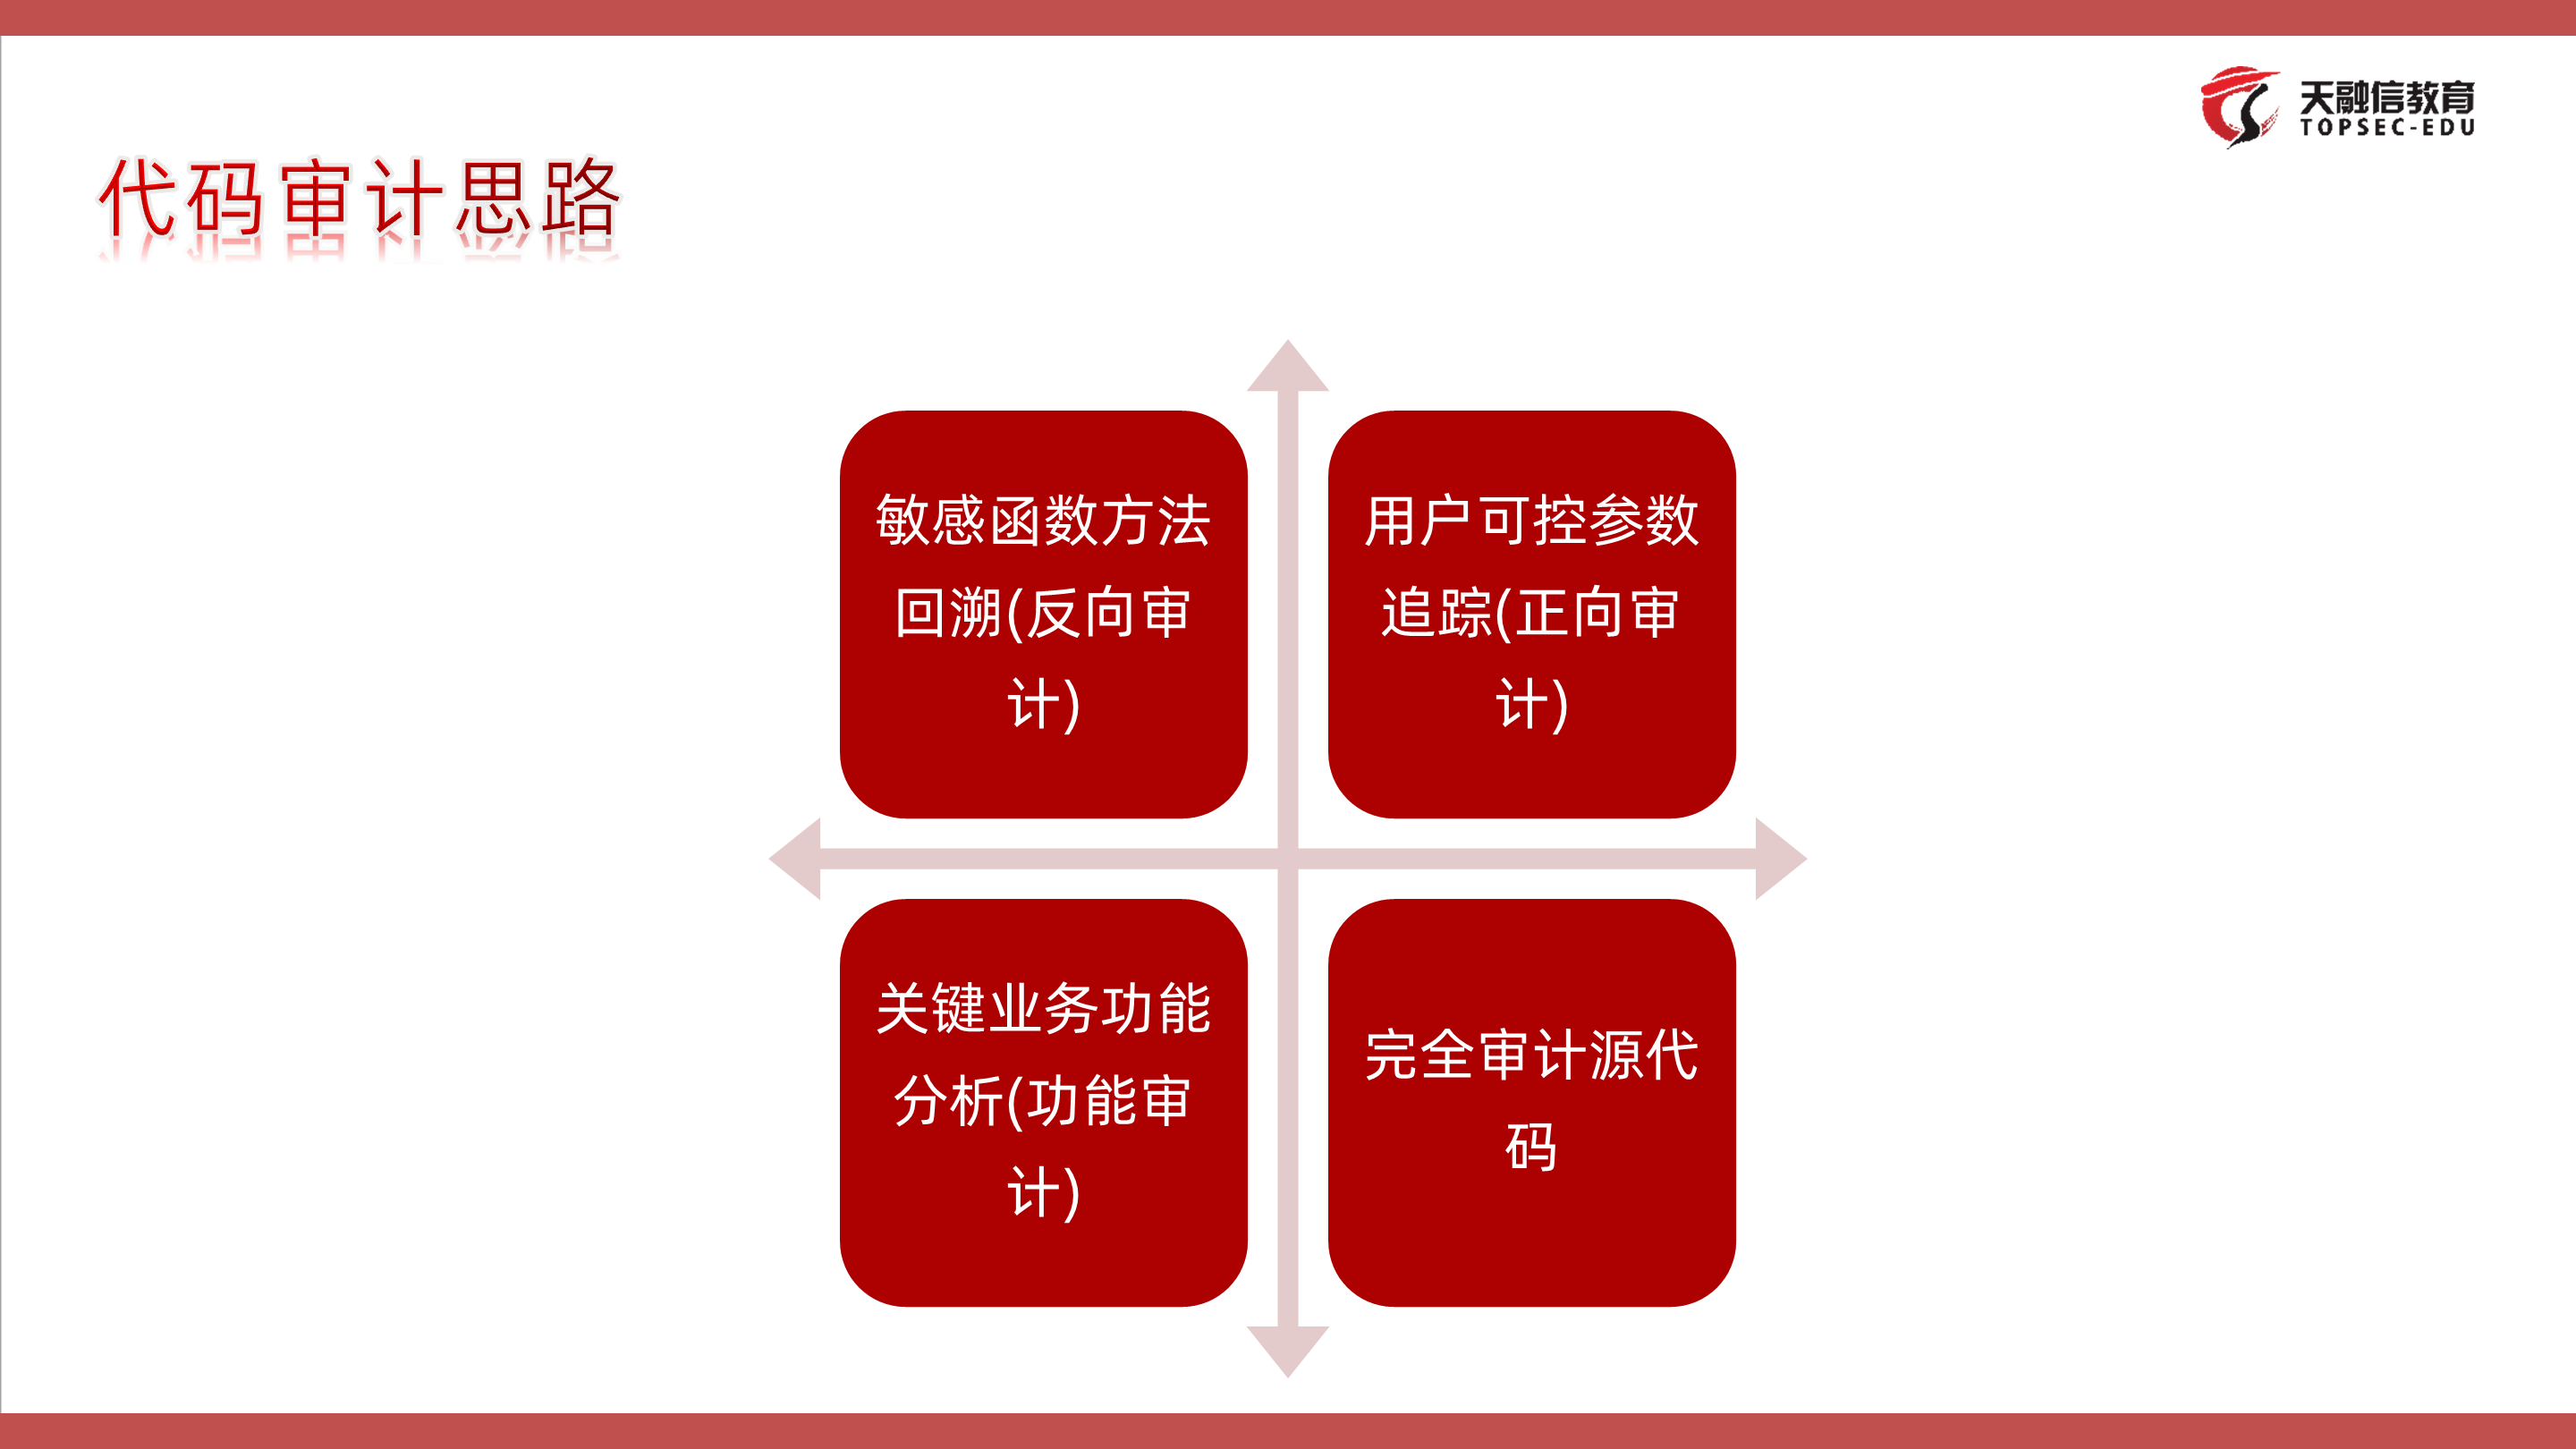 天融信教育
TOPSEC-EDU
代码审计思路
敏感函数方法
回溯(反向审
计)
用户可控参数
追踪(正向审
计)
关键业务功能
分析(功能审
计)
完全审计源代
码